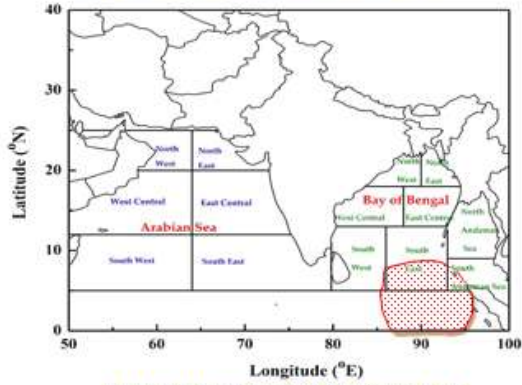 40
30
20
10
0
Latitude (°N)
North
West
North
East
West Central
East Central
Arabian Sea
South West
South East
North
West
North
East
Bay of Bengal
West Central
East Central
North
Andaman
Sea
South
West
South
East
South
Andaman Sea
50
60
70
80
90
100
Longitude (°E)